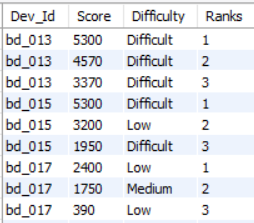 Dev_Id Score Difficulty Ranks
bd_013 5300 Difficult 1
bd_013 4570 Difficult 2
bd_013 3370 Difficult 3
bd_015 5300 Difficult 1
bd_015 3200 Low 2
bd_015 1950 Difficult 3
bd_017 2400 Low 1
bd_017 1750 Medium 2
bd_017 390 Low 3